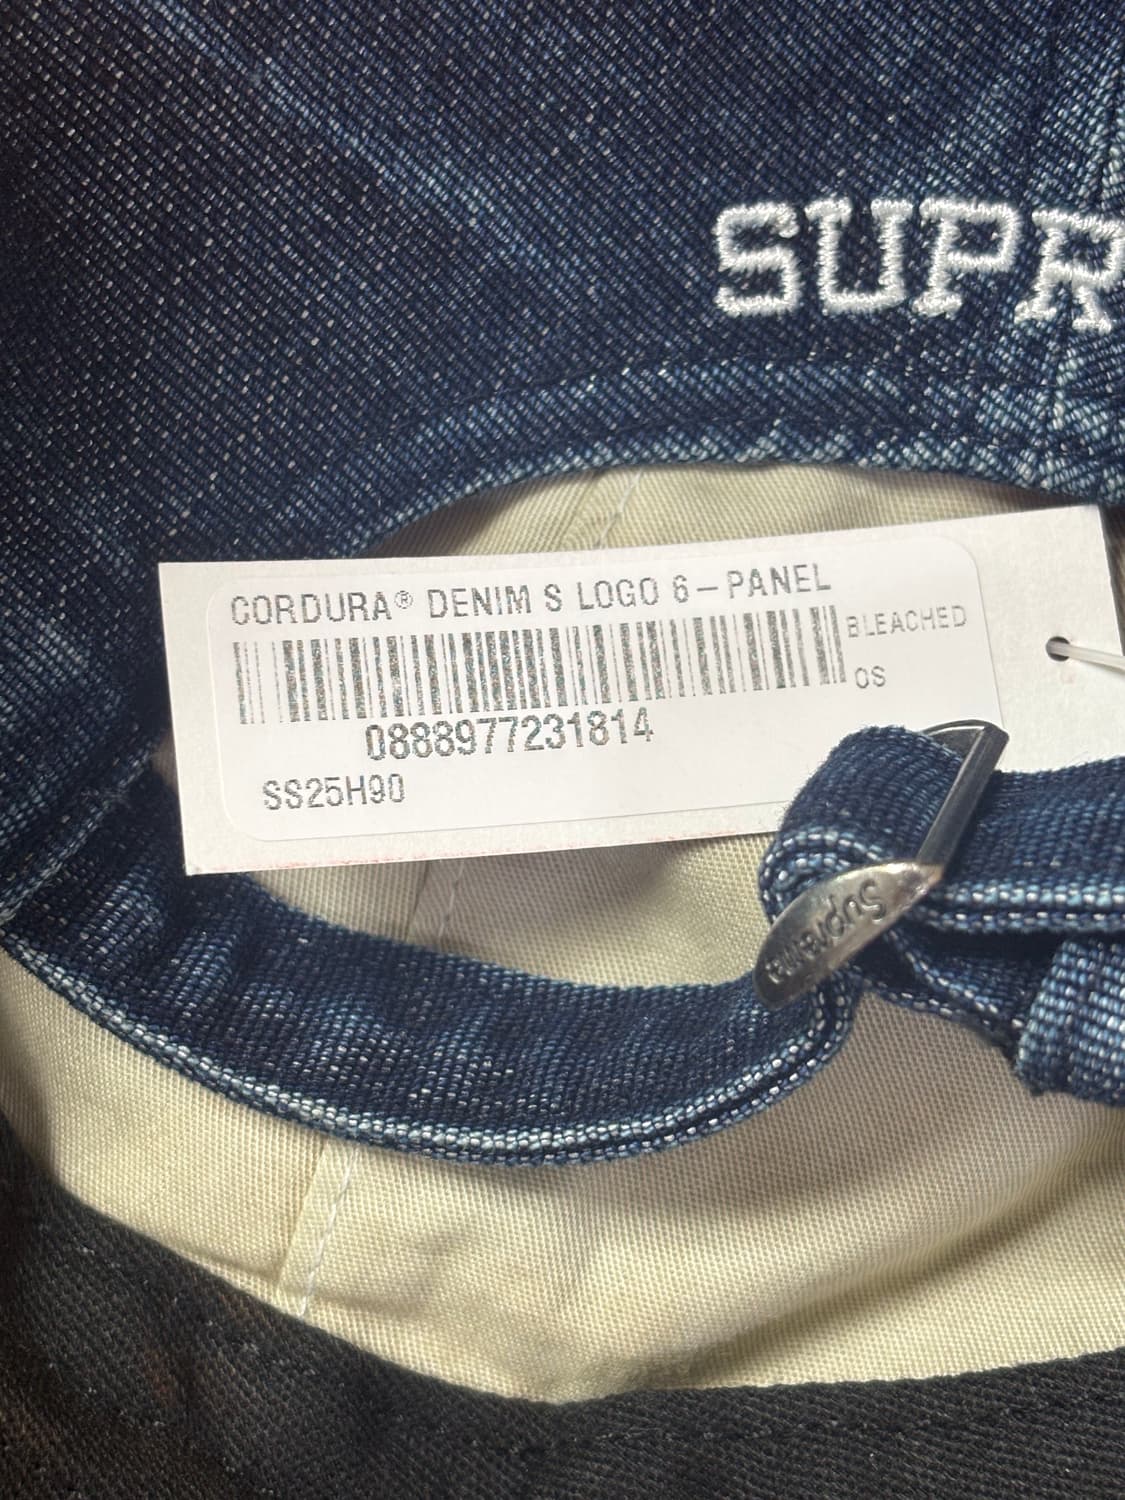 SUPR
CORDURA® DENIM S LOGO 6-PANEL
BLEACHED
OS
0888977231814
SS25H90
Supreme